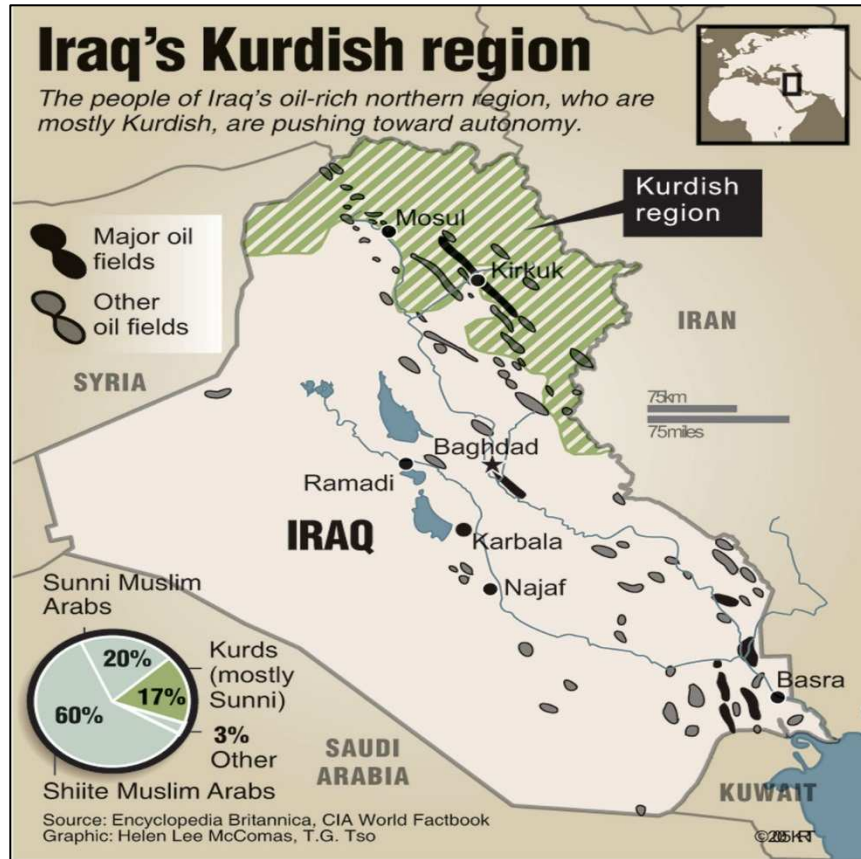 Iraq's Kurdish region
The people of Iraq's oil-rich northern region, who are
mostly Kurdish, are pushing toward autonomy.
Kurdish
region
Major oil
fields
Other
oil fields
Mosul
Kirkuk
IRAN
SYRIA
75km
75miles
Baghdad
Ramadi
IRAQ
Karbala
Najaf
Sunni Muslim
Arabs
20%
Kurds
(mostly
Sunni)
17%
60%
3%
Other
Shiite Muslim Arabs
Basra
SAUDI
ARABIA
KUWAIT
Source: Encyclopedia Britannica, CIA World Factbook
Graphic: Helen Lee McComas, T.G. Tso